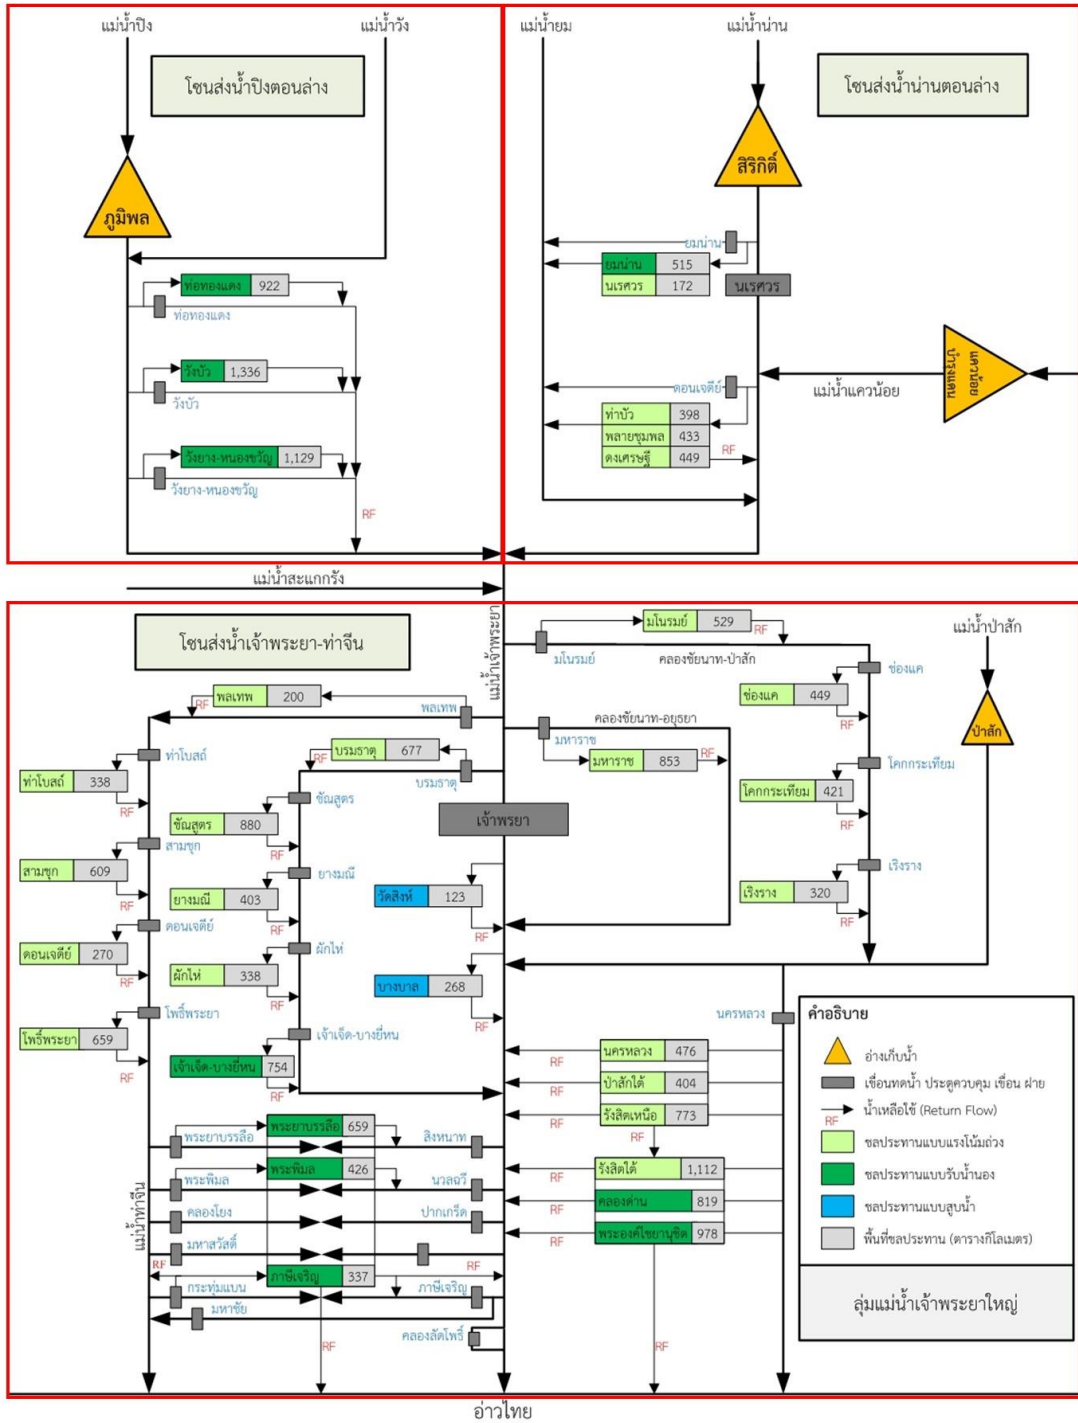 แม่น้ำปิง
แม่น้ำวัง
โซนส่งน้ำปิงตอนล่าง
ภูมิพล
ท่อทองแดง 922
ท่อทองแดง
วังบัว 1,336
วังบัว
วังยาง-หนองขวัญ 1,129
วังยาง-หนองขวัญ
RF
แม่น้ำยม
แม่น้ำน่าน
โซนส่งน้ำน่านตอนล่าง
สิริกิติ์
ยมน่าน
ยมน่าน 515
นเรศวร 172
นเรศวร
แควน้อย
บำรุงแดน
แม่น้ำแควน้อย
ดอนเจดีย์
ท่าบัว 398
พลายชุมพล 433
ดงเศรษฐี 449
RF
แม่น้ำสะแกกรัง
แม่น้ำเจ้าพระยา
โซนส่งน้ำเจ้าพระยา-ท่าจีน
มโนรมย์ 529
RF
มโนรมย์
คลองชัยนาท-ป่าสัก
แม่น้ำป่าสัก
ช่องแค
ช่องแค 449
RF
ป่าสัก
พลเทพ 200
RF
พลเทพ
คลองชัยนาท-อยุธยา
มหาราช
มหาราช 853
RF
บรมธาตุ 677
RF
บรมธาตุ
ท่าโบสถ์
ท่าโบสถ์ 338
RF
โคกกระเทียม
โคกกระเทียม 421
RF
ชัณสูตร
ชัณสูตร 880
RF
เจ้าพรยา
สามชุก
สามชุก 609
RF
ยางมณี
ยางมณี 403
RF
วัดสิงห์ 123
RF
เริงราง
เริงราง 320
RF
ดอนเจดีย์
ดอนเจดีย์ 270
RF
ผักไห่
ผักไห่ 338
RF
บางบาล 268
RF
โพธิ์พระยา
โพธิ์พระยา 659
RF
เจ้าเจ็ด-บางยี่หน
เจ้าเจ็ด-บางยี่หน 754
RF
นครหลวง
นครหลวง 476
RF
ป่าสักใต้ 404
RF
รังสิตเหนือ 773
RF
RF
รังสิตใต้ 1,112
RF
คลองด่าน 819
RF
พระองค์ไชยานุชิต 978
RF
RF
พระยาบรรลือ
พระยาบรรลือ 659
สิงหนาท
พระพิมล
พระพิมล 426
นวลฉวี
คลองโยง
ปากเกร็ด
แม่น้ำท่าจีน
มหาสวัสดิ์
RF
ภาษีเจริญ 337
RF
กระทุ่มแบน
ภาษีเจริญ
มหาชัย
คลองลัดโพธิ์
RF
คำอธิบาย
อ่างเก็บน้ำ
เขื่อนทดน้ำ ประตูควบคุม เขื่อน ฝาย
RF น้ำเหลือใช้ (Return Flow)
ชลประทานแบบแรงโน้มถ่วง
ชลประทานแบบรับน้ำนอง
ชลประทานแบบสูบน้ำ
พื้นที่ชลประทาน (ตารางกิโลเมตร)
ลุ่มแม่น้ำเจ้าพระยาใหญ่
อ่าวไทย